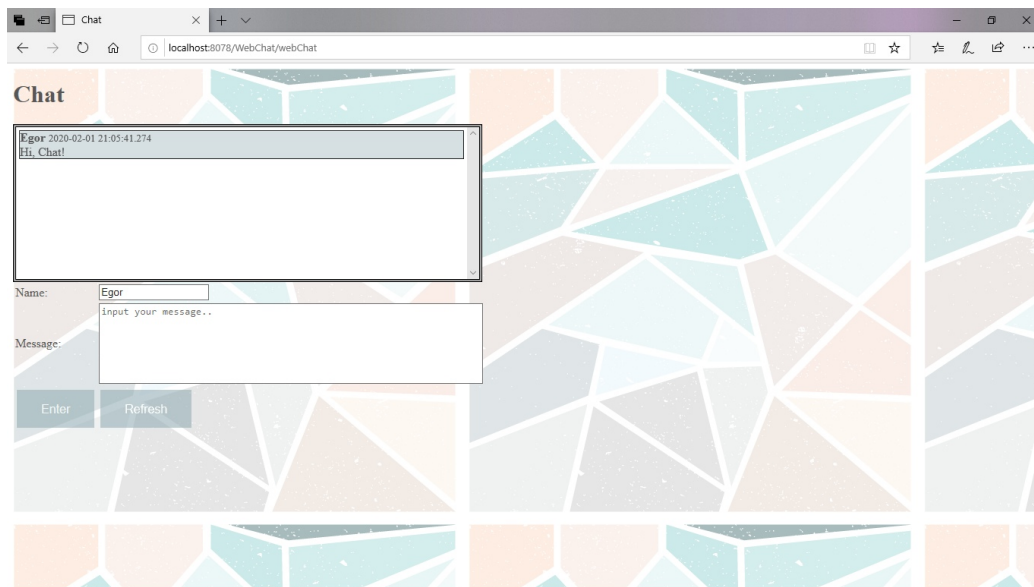 Chat
localhost:8078/WebChat/webChat
Chat
Egor 2020-02-01 21:05:41.274
Hi, Chat!
Name: Egor
Message: input your message..
Enter Refresh